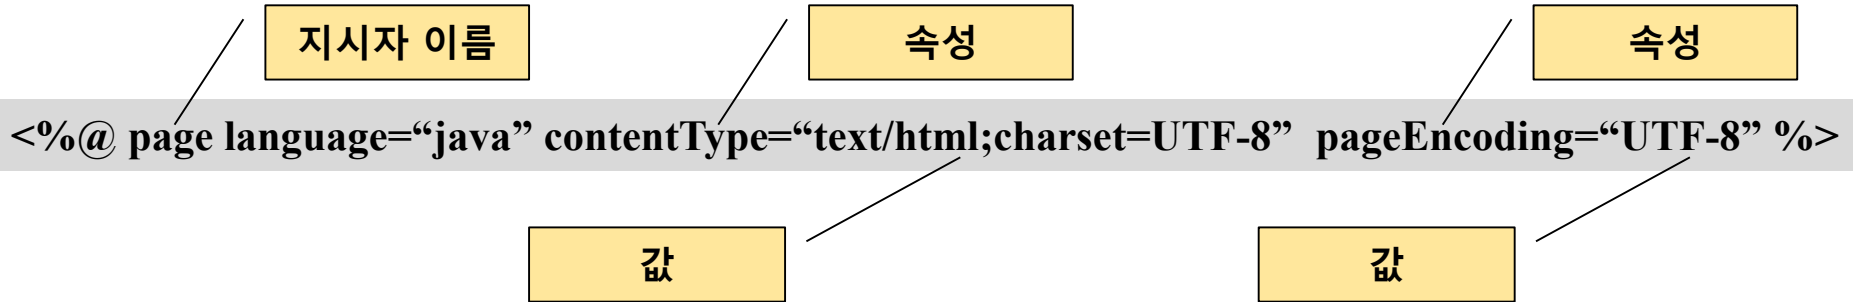 지시자 이름
속성
속성
<%@ page language=“java” contentType=“text/html;charset=UTF-8”  pageEncoding=“UTF-8” %>
값
값